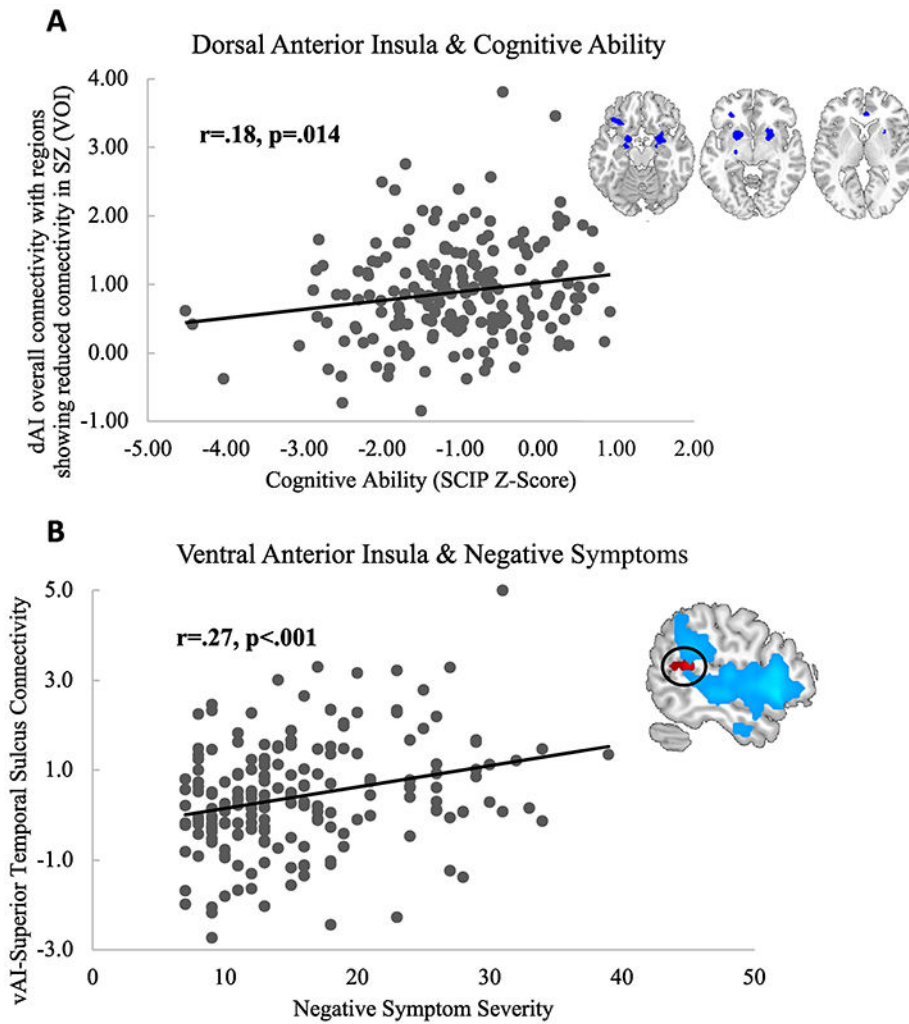 A
Dorsal Anterior Insula & Cognitive Ability
dAI overall connectivity with regions
showing reduced connectivity in SZ (VOI)
4.00
3.00
2.00
1.00
0.00
-1.00
r=.18, p=.014
-5.00 -4.00 -3.00 -2.00 -1.00 0.00 1.00 2.00
Cognitive Ability (SCIP Z-Score)
B
Ventral Anterior Insula & Negative Symptoms
vAI-Superior Temporal Sulcus Connectivity
5.0
3.0
1.0
-1.0
-3.0
r=.27, p<.001
0 10 20 30 40 50
Negative Symptom Severity